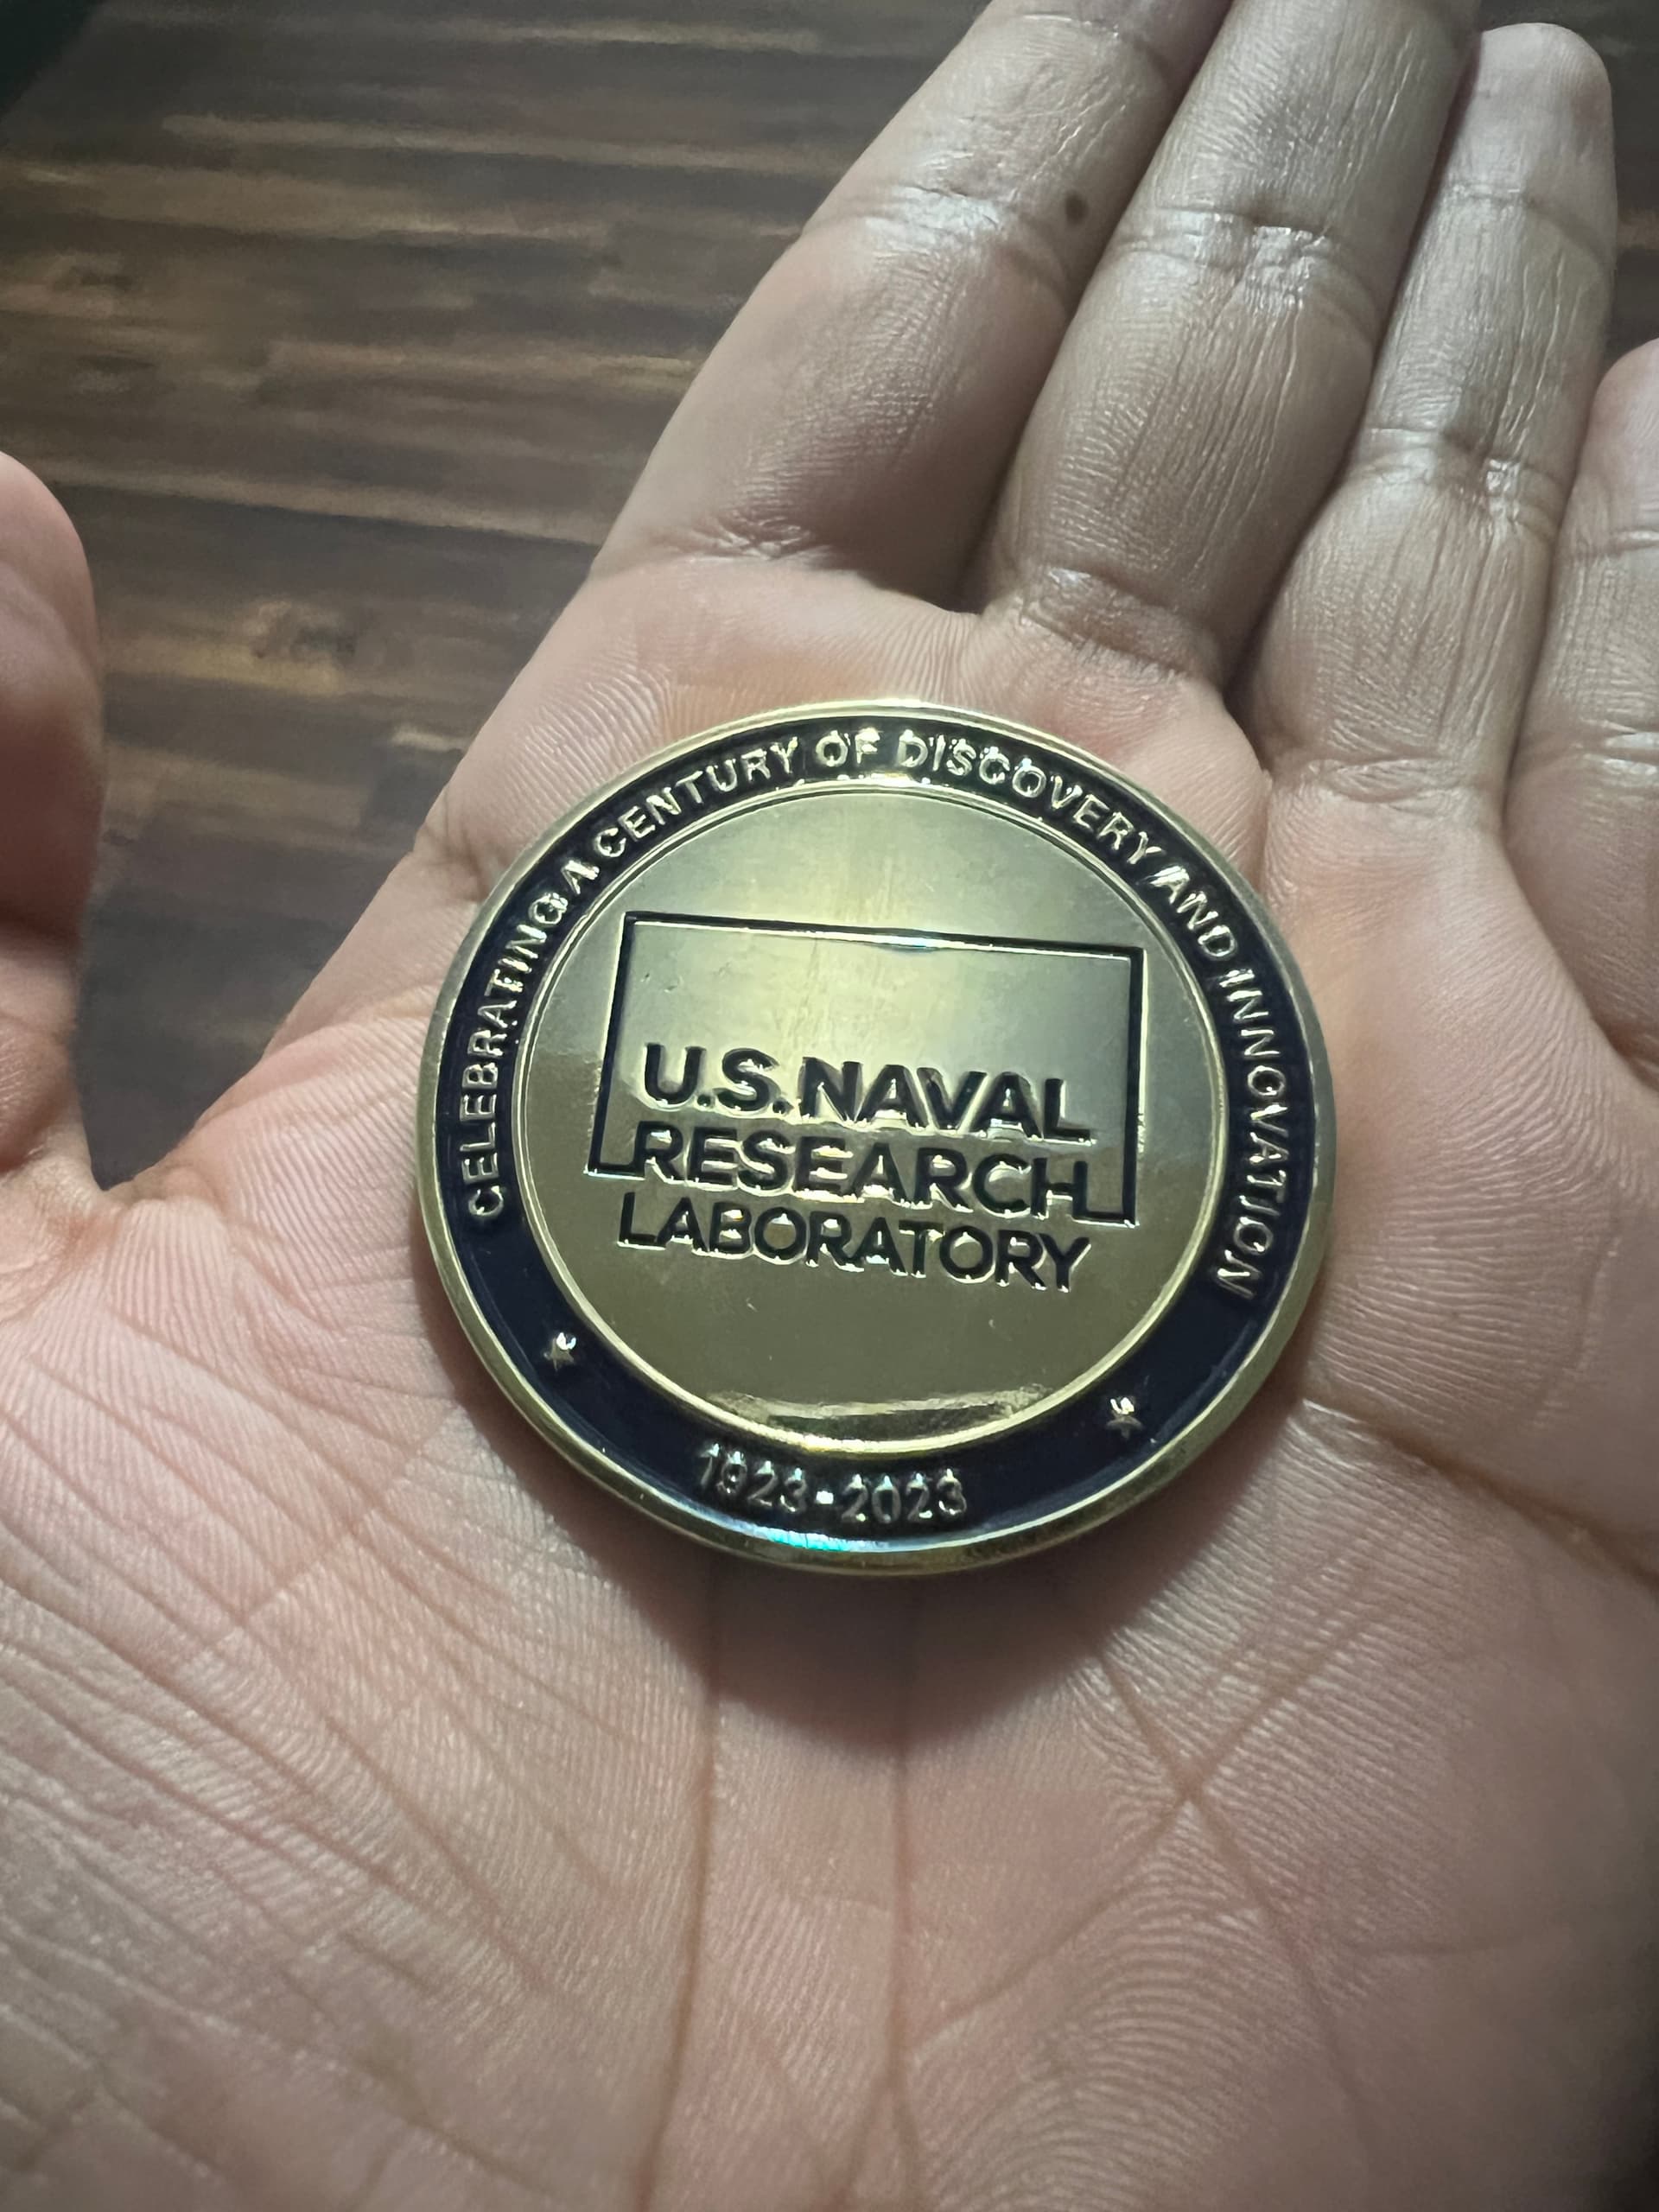 CELEBRATING A CENTURY OF DISCOVERY AND INNOVATION
U.S. NAVAL
RESEARCH
LABORATORY
1923-2023